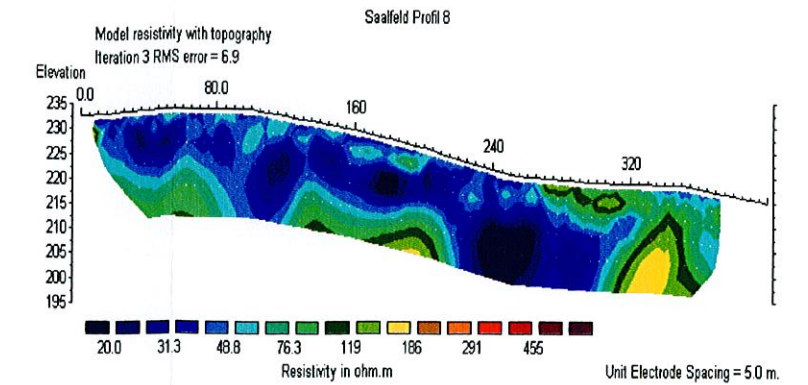 Saalfeld Profil 8
Model resistivity with topography
Iteration 3 RMS error = 6.9
Elevation
0.0 80.0 160 240 320
235
230
225
220
215
210
205
200
195
20.0 31.3 48.8 76.3 119 186 291 455
Resistivity in ohm.m
Unit Electrode Spacing = 5.0 m.